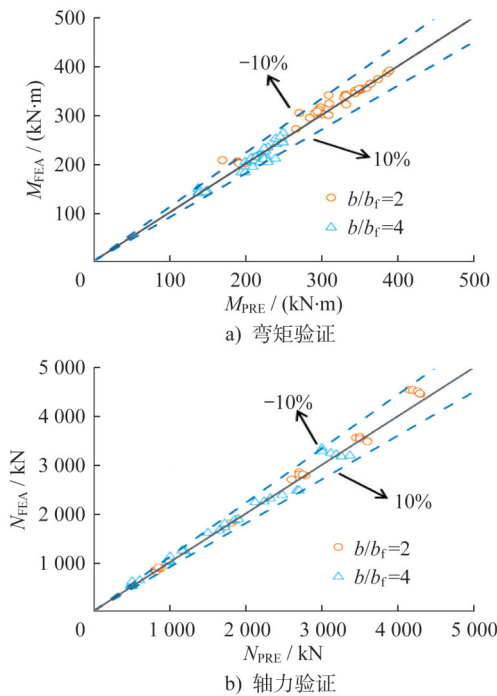 500
400
300
200
100
0
100
200
300
400
500
M_FEA / (kN·m)
−10%
10%
b/b_f=2
b/b_f=4
M_PRE / (kN·m)
a) 弯矩验证
5 000
4 000
3 000
2 000
1 000
0
1 000
2 000
3 000
4 000
5 000
N_FEA / kN
−10%
10%
b/b_f=2
b/b_f=4
N_PRE / kN
b) 轴力验证